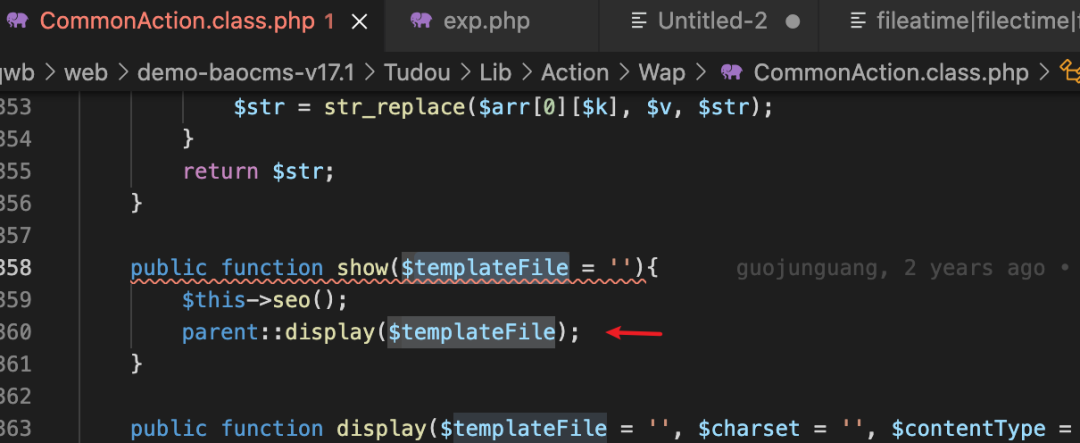 CommonAction.class.php 1 × exp.php Untitled-2 ● fileatime|filectime|
qwb > web > demo-baocms-v17.1 > Tudou > Lib > Action > Wap > CommonAction.class.php >
353 $str = str_replace($arr[0][$k], $v, $str);
354 }
355 return $str;
356 }
357
358 public function show($templateFile = ''){ guojunguang, 2 years ago •
359 $this->seo();
360 parent::display($templateFile);
361 }
362
363 public function display($templateFile = '', $charset = '', $contentType =